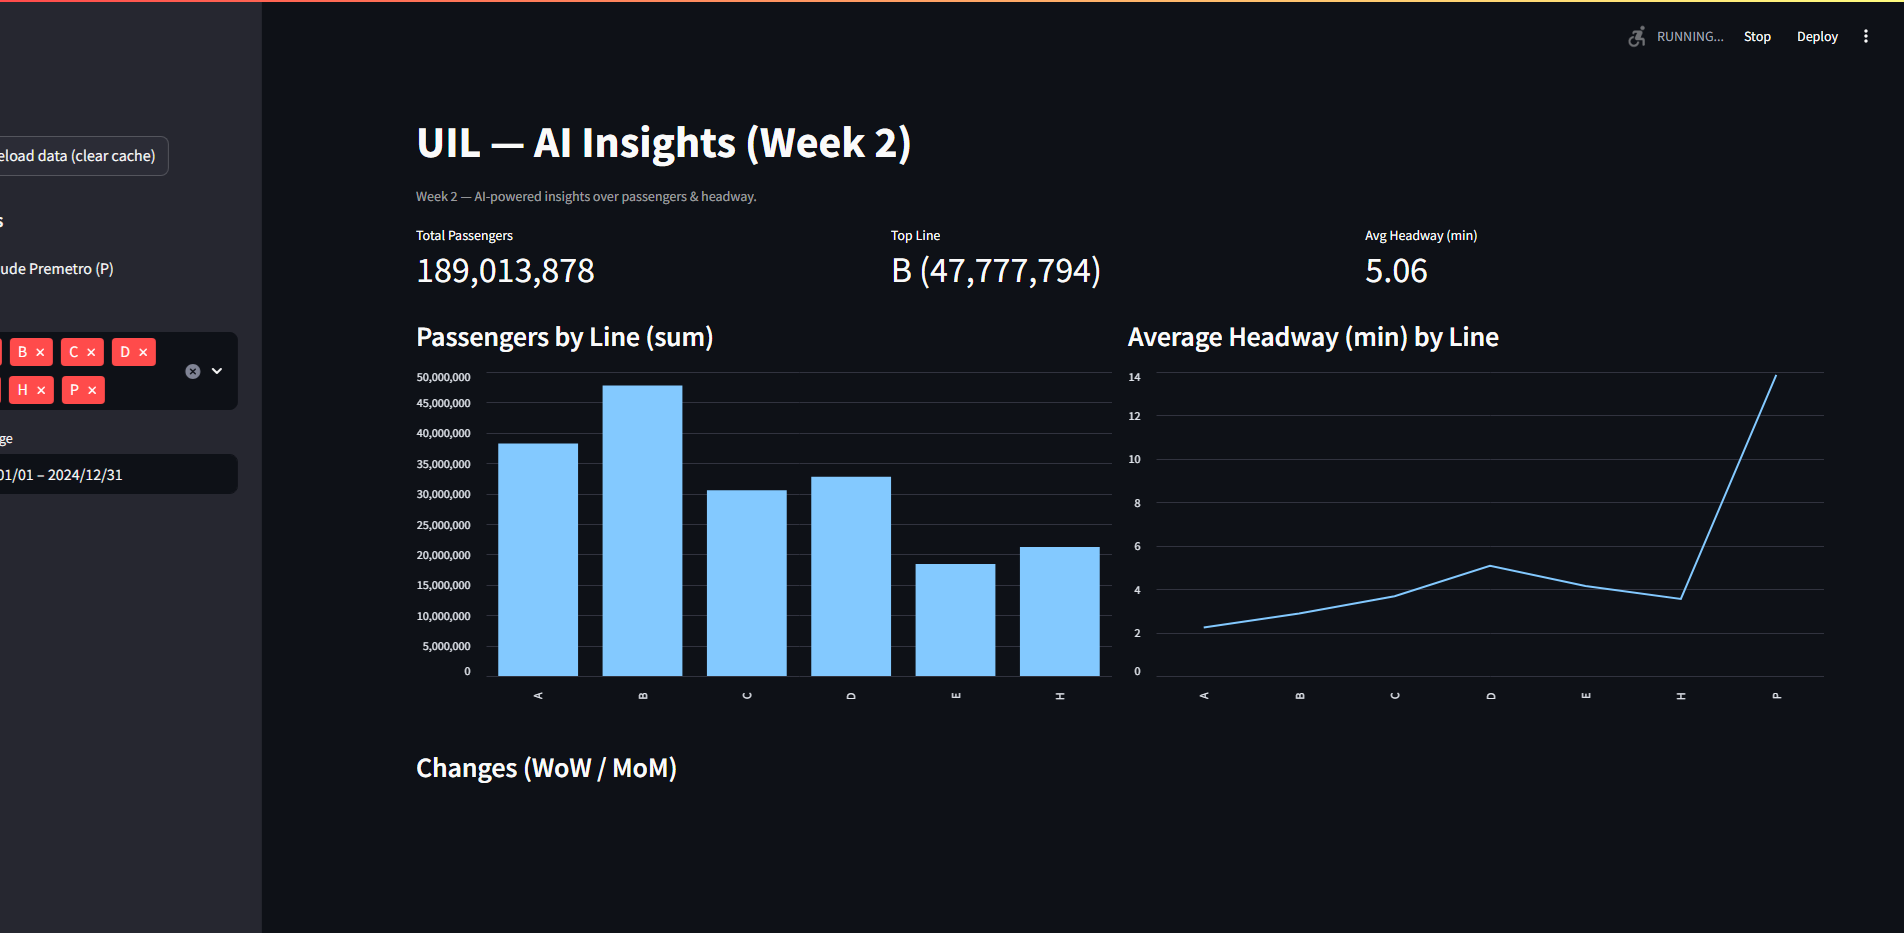 RUNNING...
Stop
Deploy
eload data (clear cache)
s
ude Premetro (P)
B
C
D
H
P
ge
01/01 – 2024/12/31
UIL — AI Insights (Week 2)
Week 2 — AI-powered insights over passengers & headway.
Total Passengers
189,013,878
Top Line
B (47,777,794)
Avg Headway (min)
5.06
Passengers by Line (sum)
50,000,000
45,000,000
40,000,000
35,000,000
30,000,000
25,000,000
20,000,000
15,000,000
10,000,000
5,000,000
0
A
B
C
D
E
H
Average Headway (min) by Line
14
12
10
8
6
4
2
0
A
B
C
D
E
H
P
Changes (WoW / MoM)